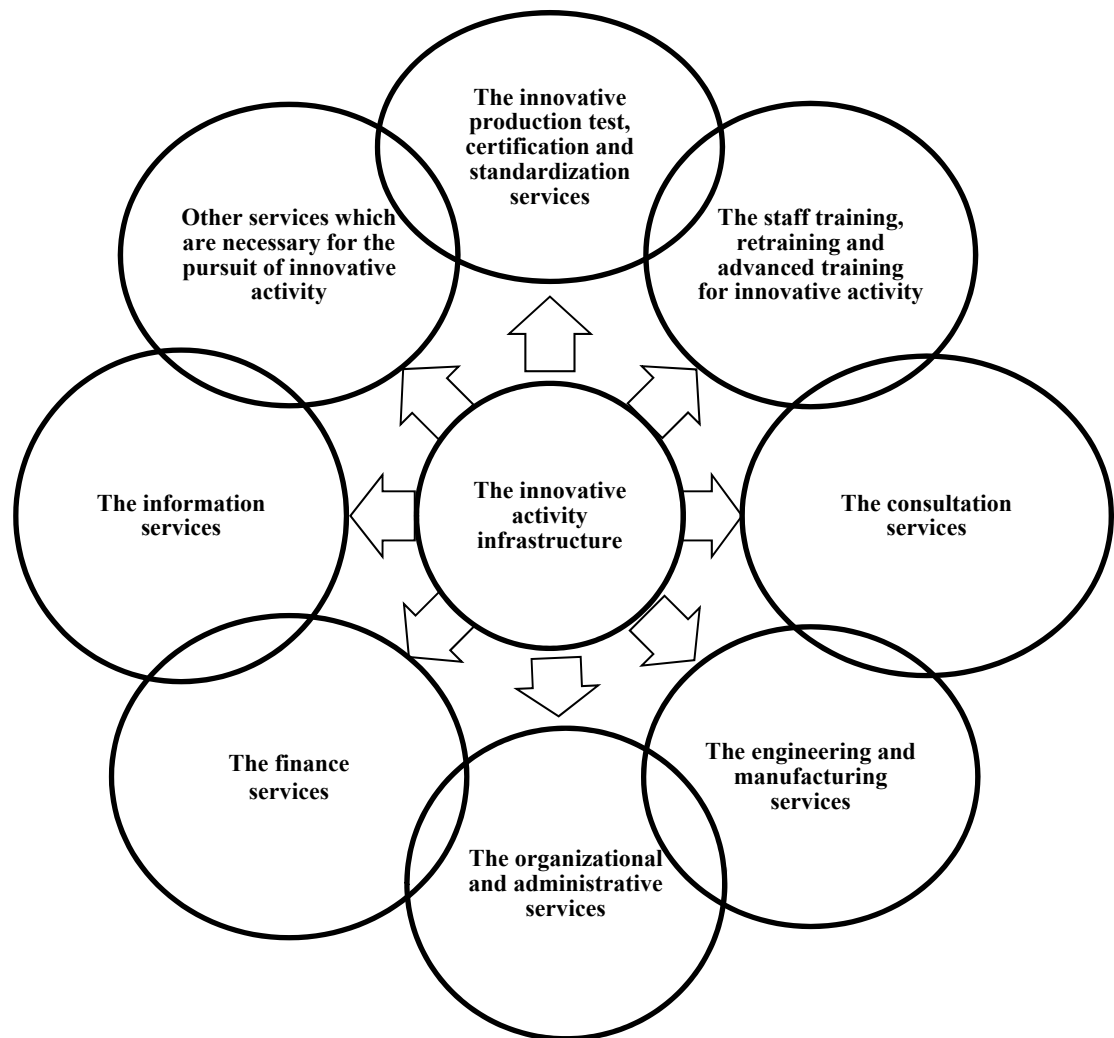 The innovative
production test,
certification and
standardization
services
Other services which
are necessary for the
pursuit of innovative
activity
The staff training,
retraining and
advanced training
for innovative activity
The information
services
The innovative
activity
infrastructure
The consultation
services
The finance
services
The engineering and
manufacturing
services
The organizational
and administrative
services